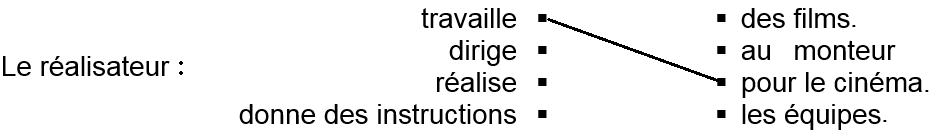 travaille ▪ ▪ des films.
dirige ▪ ▪ au monteur
Le réalisateur :
réalise ▪ ▪ pour le cinéma.
donne des instructions ▪ ▪ les équipes.